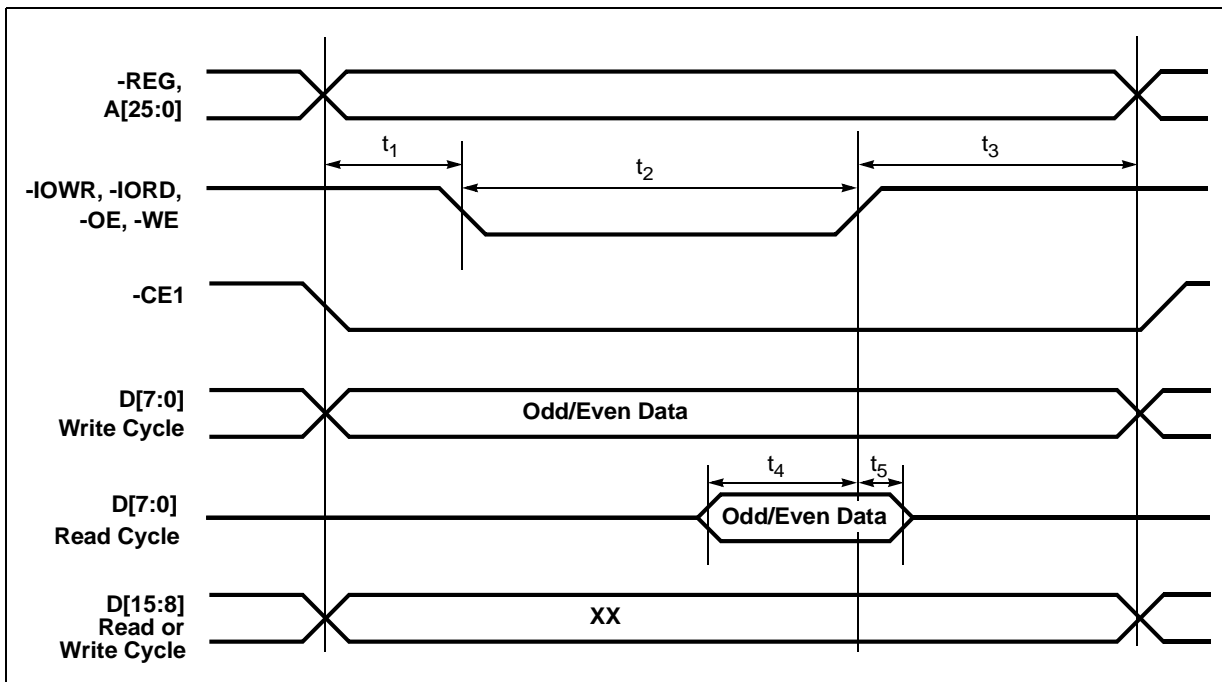 -REG,
A[25:0]
t1
t2
t3
-IOWR, -IORD,
-OE, -WE
-CE1
D[7:0]
Write Cycle
Odd/Even Data
t4
t5
D[7:0]
Read Cycle
Odd/Even Data
D[15:8]
Read or
Write Cycle
XX